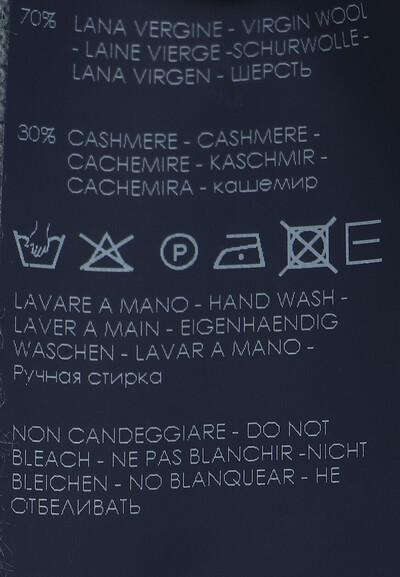 70% LANA VERGINE - VIRGIN WOOL
- LAINE VIERGE -SCHURWOLLE -
LANA VIRGEN - ШЕРСТЬ
30% CASHMERE - CASHMERE -
CACHEMIRE - KASCHMIR -
CACHEMIRA - кашемир
P
LAVARE A MANO - HAND WASH -
LAVER A MAIN - EIGENHAENDIG
WASCHEN - LAVAR A MANO -
Ручная стирка
NON CANDEGGIARE - DO NOT
BLEACH - NE PAS BLANCHIR -NICHT
BLEICHEN - NO BLANQUEAR - НЕ
ОТБЕЛИВАТЬ